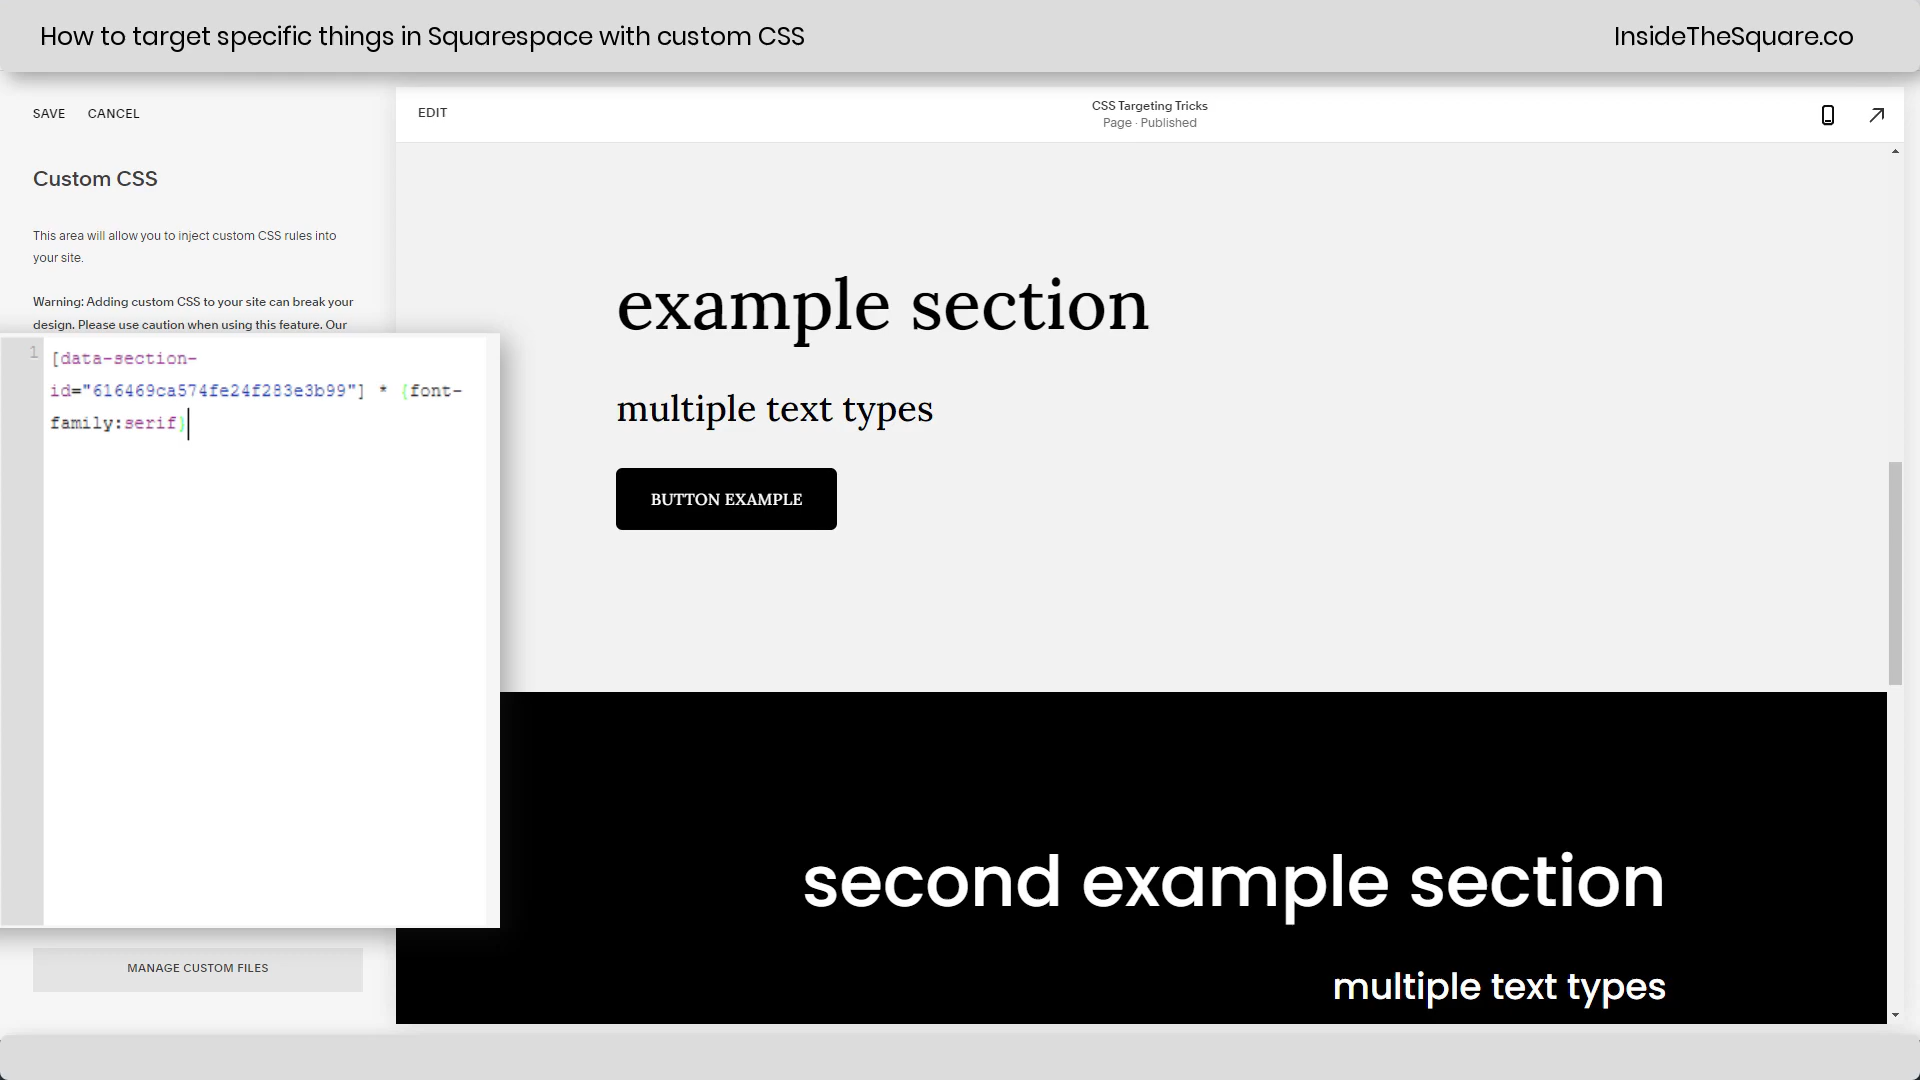 How to target specific things in Squarespace with custom CSS
InsideTheSquare.co
SAVE
CANCEL
Custom CSS
This area will allow you to inject custom CSS rules into
your site.
Warning: Adding custom CSS to your site can break your
design. Please use caution when using this feature. Our
1
[data-section-
id="616469ca574fe24f283e3b99"] * {font-
family:serif}
MANAGE CUSTOM FILES
EDIT
CSS Targeting Tricks
Page · Published
example section
multiple text types
BUTTON EXAMPLE
second example section
multiple text types